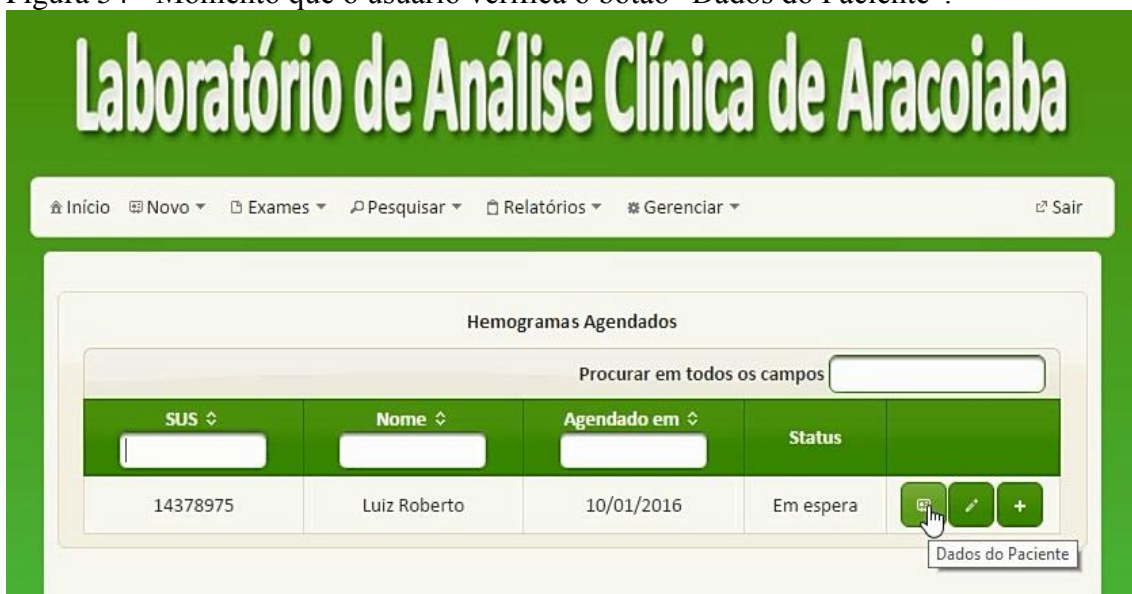 Figura 54 - Momento que o usuário verifica o botão "Dados do Paciente".
Laboratório de Análise Clínica de Aracoiaba
Início Novo Exames Pesquisar Relatórios Gerenciar Sair
Hemogramas Agendados
Procurar em todos os campos
SUS Nome Agendado em Status
14378975 Luiz Roberto 10/01/2016 Em espera
Dados do Paciente